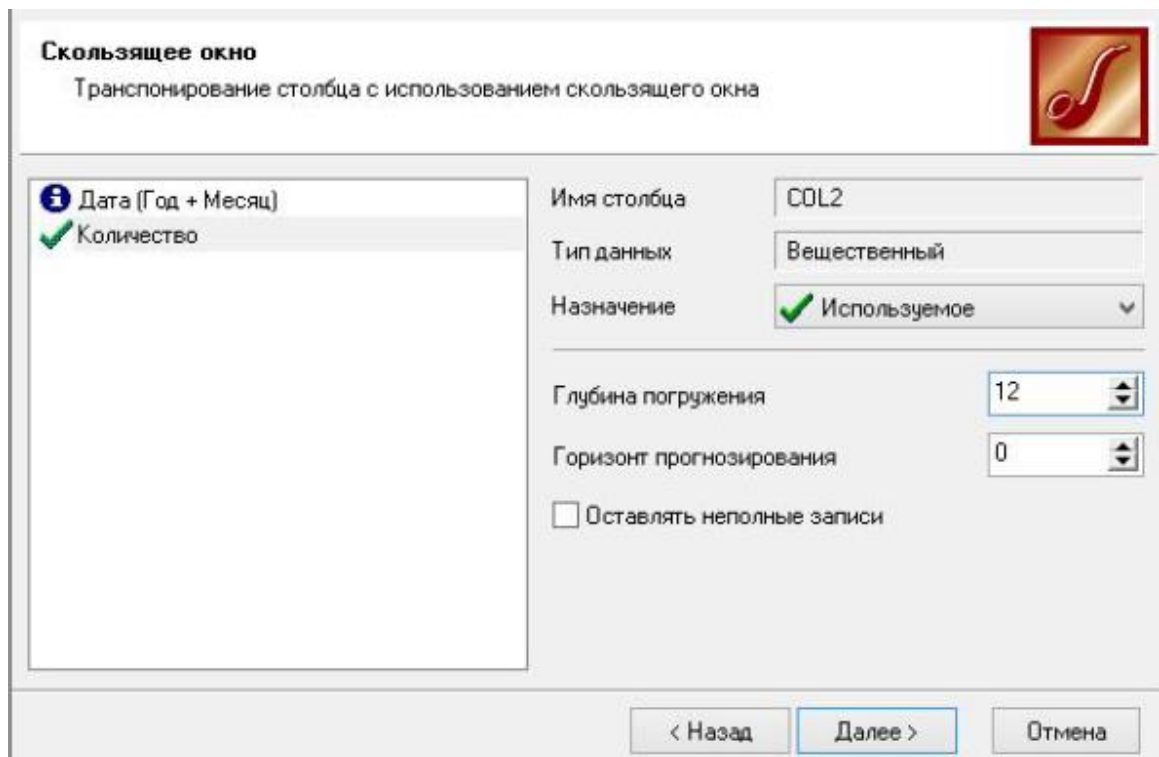 Скользящее окно
Транспонирование столбца с использованием скользящего окна
Дата (Год + Месяц)
Количество
Имя столбца COL2
Тип данных Вещественный
Назначение Используемое
Глубина погружения 12
Горизонт прогнозирования 0
Оставлять неполные записи
< Назад Далее > Отмена